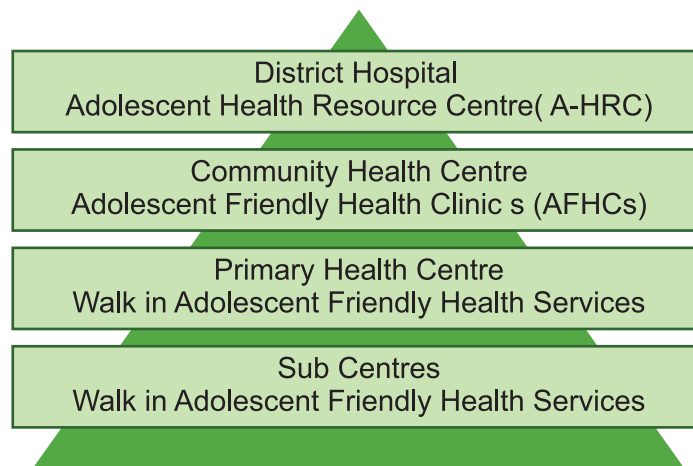 District Hospital
Adolescent Health Resource Centre( A-HRC)
Community Health Centre
Adolescent Friendly Health Clinic s (AFHCs)
Primary Health Centre
Walk in Adolescent Friendly Health Services
Sub Centres
Walk in Adolescent Friendly Health Services